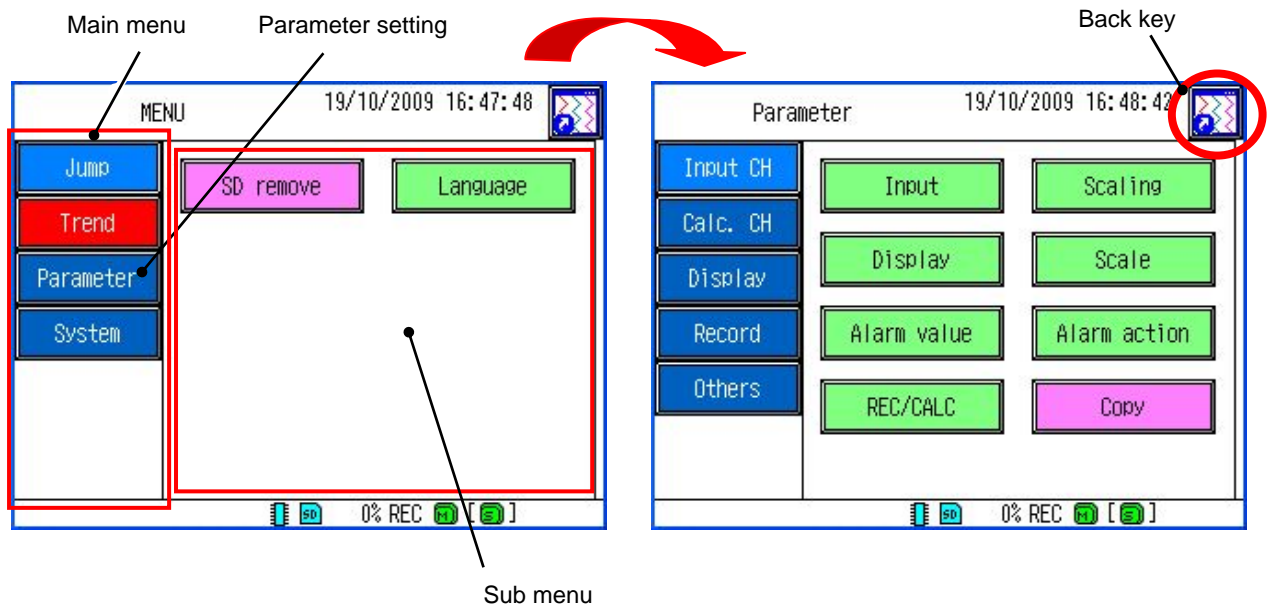 Main menu
Parameter setting
Back key
MENU
19/10/2009 16:47:48
Jump
Trend
Parameter
System
SD remove
Language
SD
0% REC M [S]
Sub menu
Parameter
19/10/2009 16:48:42
Input CH
Calc. CH
Display
Record
Others
Input
Scaling
Display
Scale
Alarm value
Alarm action
REC/CALC
Copy
SD
0% REC M [S]